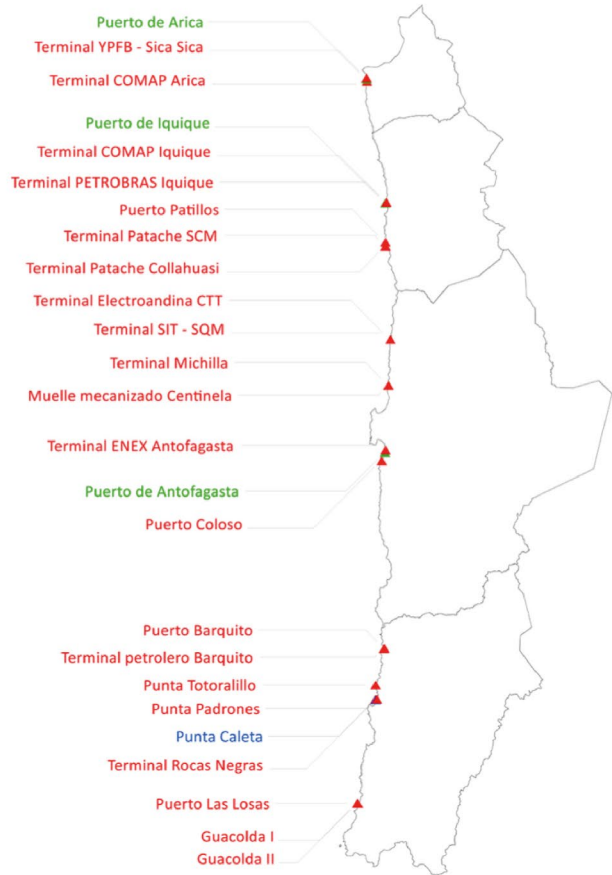 Puerto de Arica
Terminal YPFB - Sica Sica
Terminal COMAP Arica
Puerto de Iquique
Terminal COMAP Iquique
Terminal PETROBRAS Iquique
Puerto Patillos
Terminal Patache SCM
Terminal Patache Collahuasi
Terminal Electroandina CTT
Terminal SIT - SQM
Terminal Michilla
Muelle mecanizado Centinela
Terminal ENEX Antofagasta
Puerto de Antofagasta
Puerto Coloso
Puerto Barquito
Terminal petrolero Barquito
Punta Totoralillo
Punta Padrones
Punta Caleta
Terminal Rocas Negras
Puerto Las Losas
Guacolda I
Guacolda II